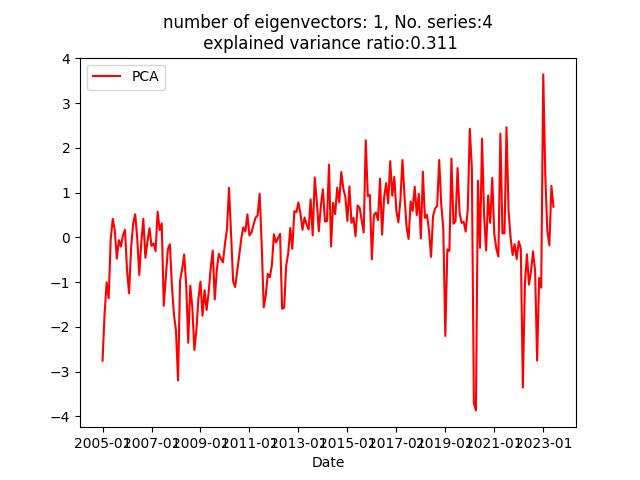 number of eigenvectors: 1, No. series:4
explained variance ratio:0.311
PCA
4
3
2
1
0
−1
−2
−3
−4
2005-01 2007-01 2009-01 2011-01 2013-01 2015-01 2017-01 2019-01 2021-01 2023-01
Date